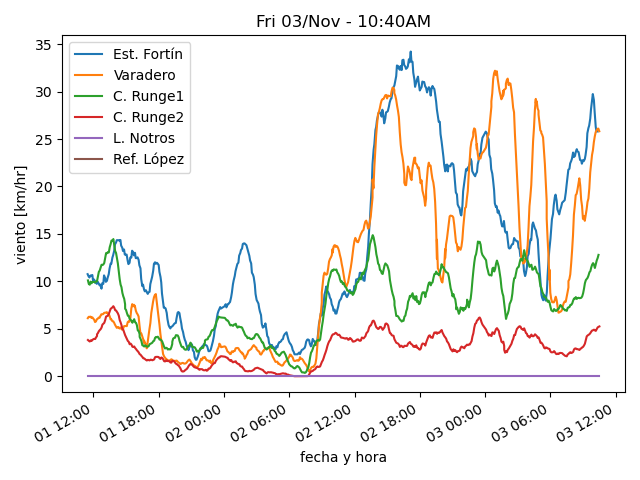 Fri 03/Nov - 10:40AM
viento [km/hr]
35
30
25
20
15
10
5
0
Est. Fortín
Varadero
C. Runge1
C. Runge2
L. Notros
Ref. López
01 12:00
01 18:00
02 00:00
02 06:00
02 12:00
02 18:00
03 00:00
03 06:00
03 12:00
fecha y hora